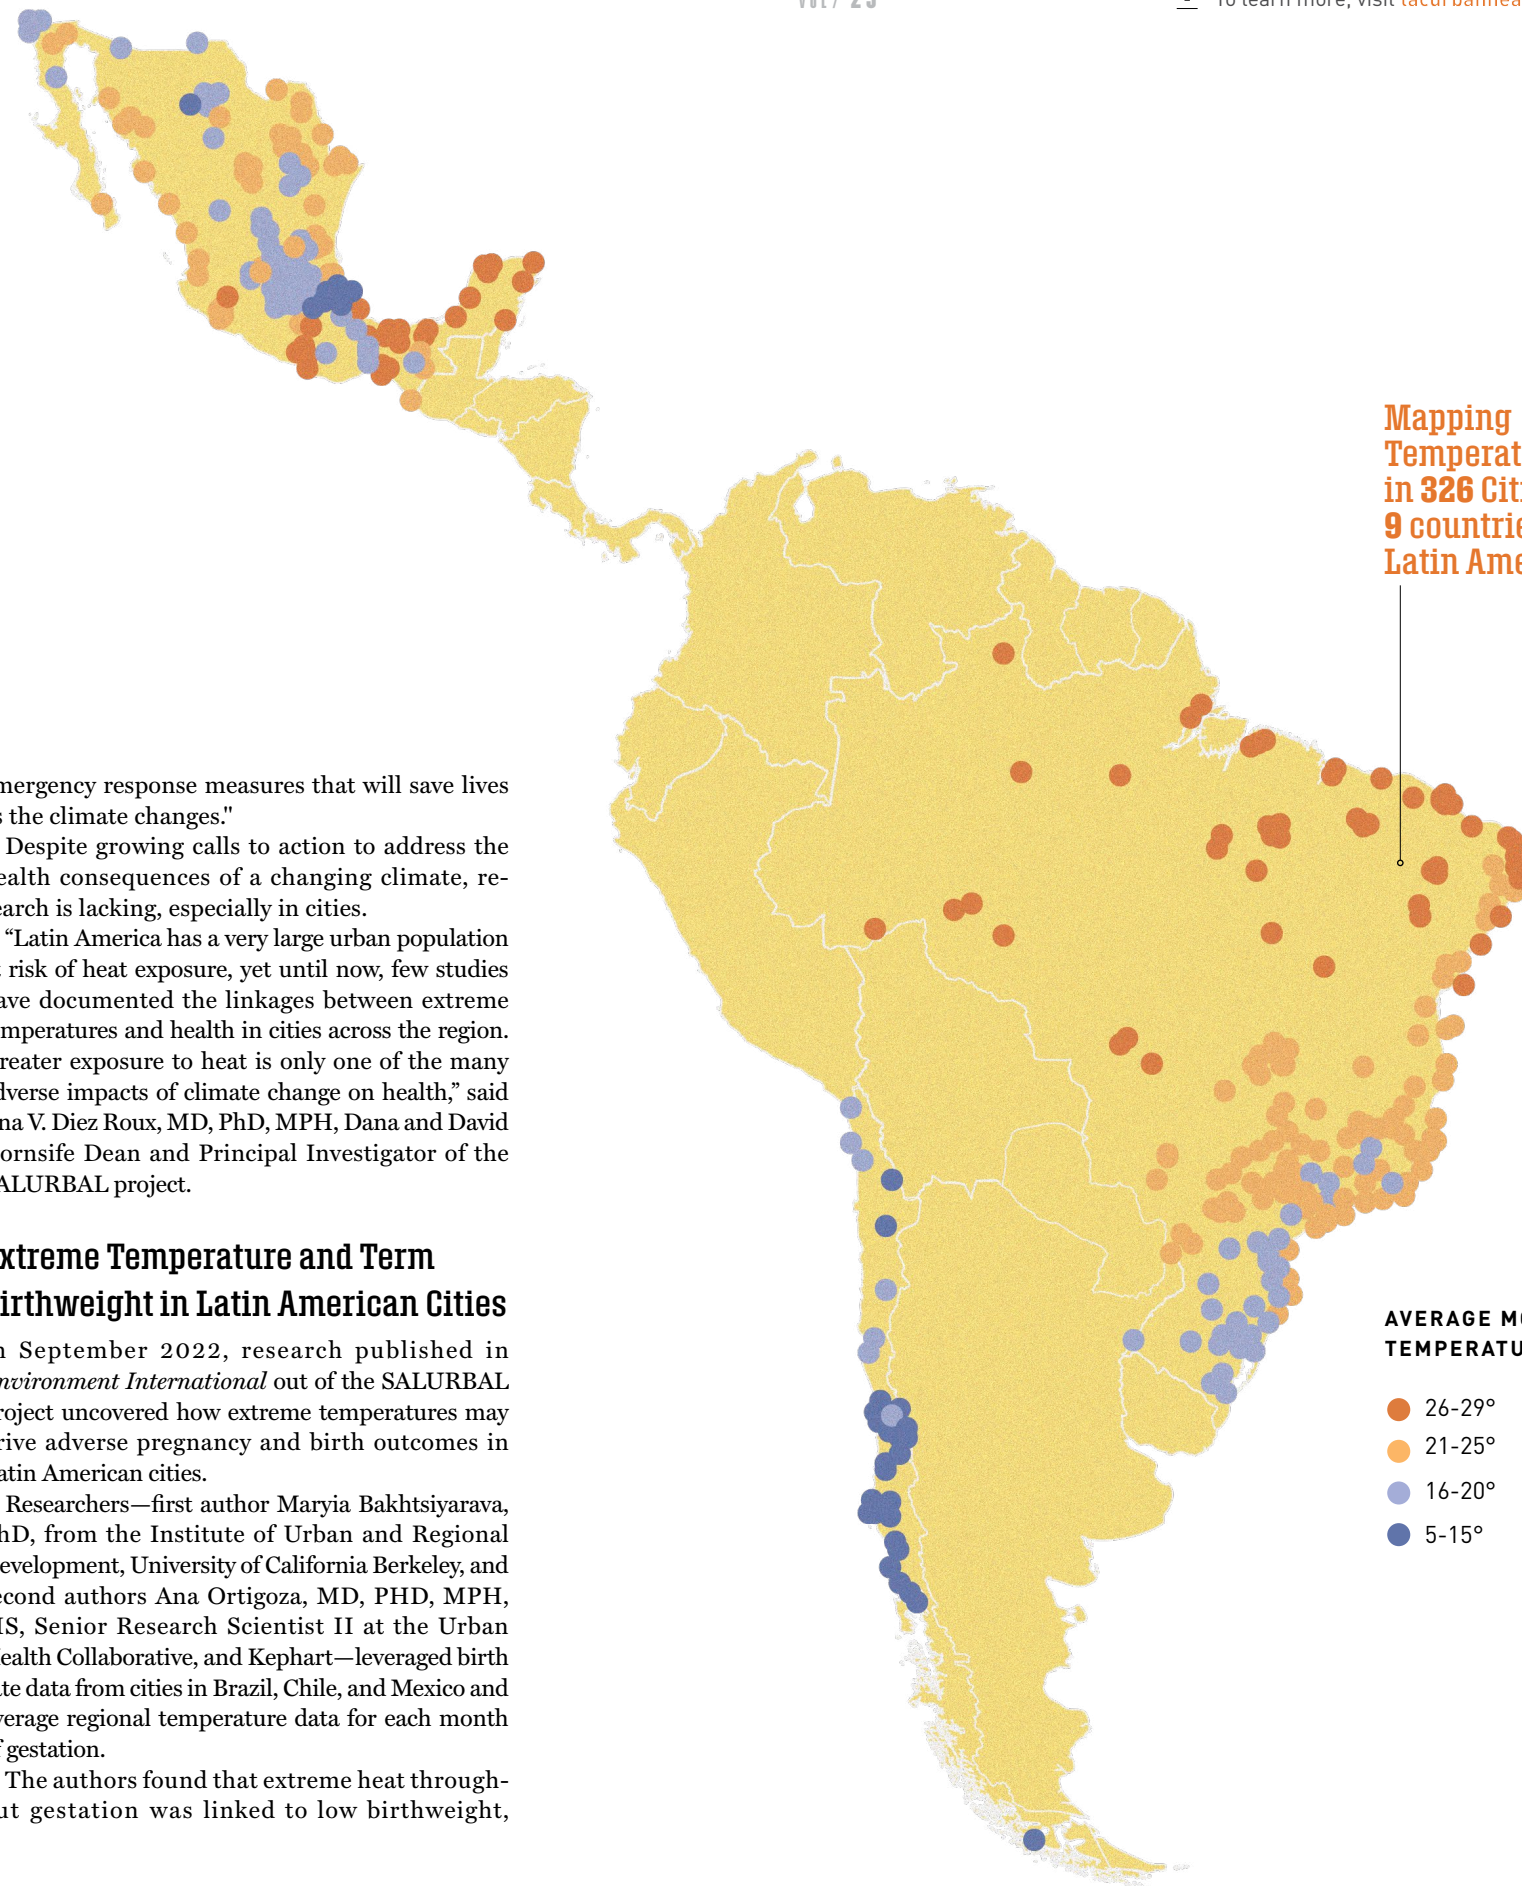 VOL / 25
To learn more, visit lacurbanhea
Mapping
Temperat
in 326 Citi
9 countrie
Latin Ame
mergency response measures that will save lives
s the climate changes."
Despite growing calls to action to address the
ealth consequences of a changing climate, re-
earch is lacking, especially in cities.
“Latin America has a very large urban population
t risk of heat exposure, yet until now, few studies
ave documented the linkages between extreme
mperatures and health in cities across the region.
reater exposure to heat is only one of the many
dverse impacts of climate change on health,” said
na V. Diez Roux, MD, PhD, MPH, Dana and David
ornsife Dean and Principal Investigator of the
ALURBAL project.
xtreme Temperature and Term
irthweight in Latin American Cities
n September 2022, research published in
nvironment International out of the SALURBAL
roject uncovered how extreme temperatures may
rive adverse pregnancy and birth outcomes in
atin American cities.
Researchers—first author Maryia Bakhtsiyarava,
hD, from the Institute of Urban and Regional
evelopment, University of California Berkeley, and
econd authors Ana Ortigoza, MD, PHD, MPH,
MS, Senior Research Scientist II at the Urban
ealth Collaborative, and Kephart—leveraged birth
ate data from cities in Brazil, Chile, and Mexico and
verage regional temperature data for each month
f gestation.
The authors found that extreme heat through-
ut gestation was linked to low birthweight,
AVERAGE MO
TEMPERATU
26-29°
21-25°
16-20°
5-15°